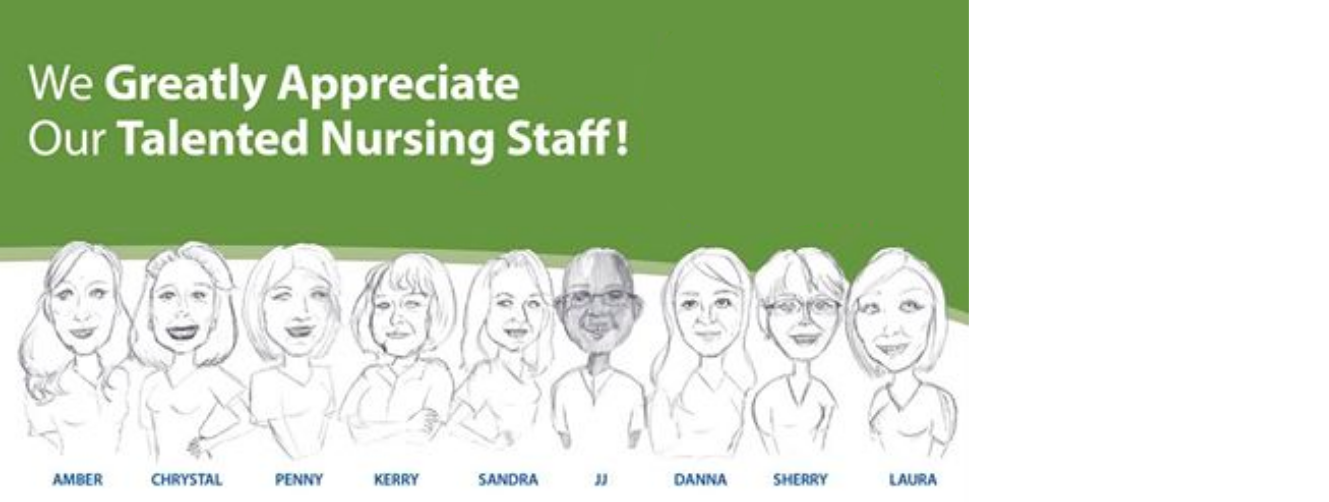 We Greatly Appreciate
Our Talented Nursing Staff!
AMBER CHRYSTAL PENNY KERRY SANDRA JJ DANNA SHERRY LAURA